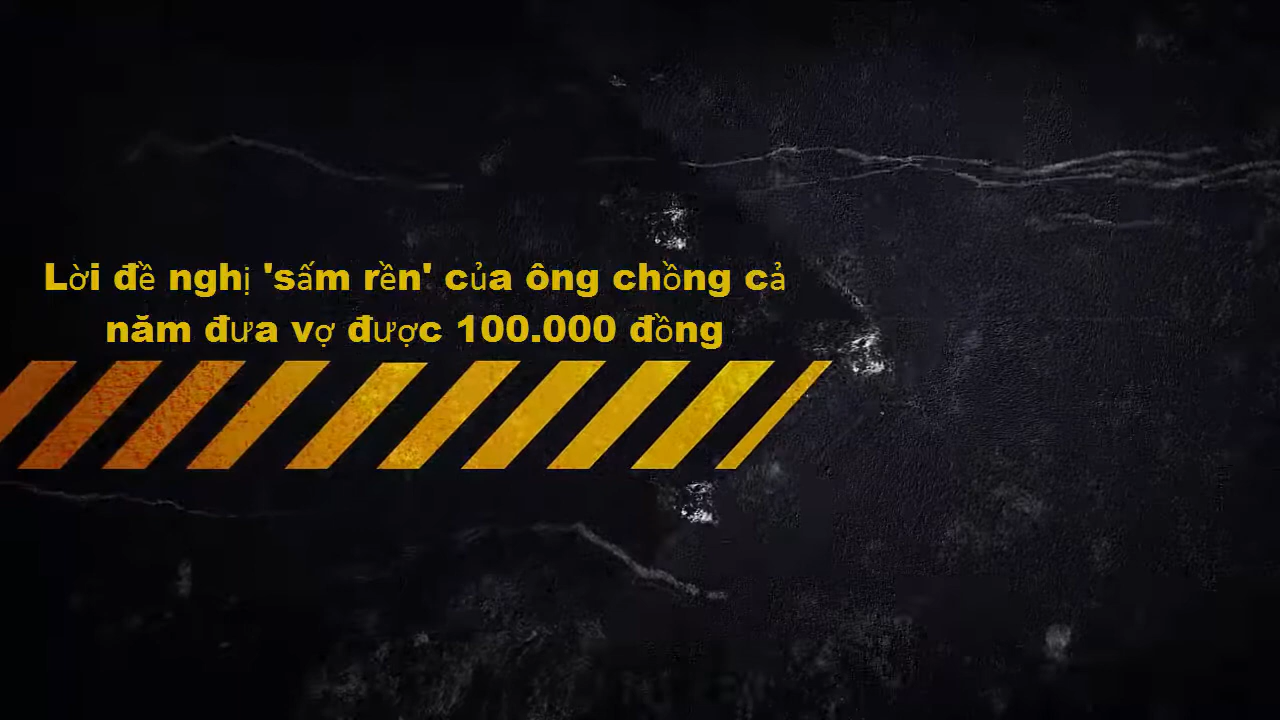 Lời đề nghị 'sấm rền' của ông chồng cả
năm đưa vợ được 100.000 đồng